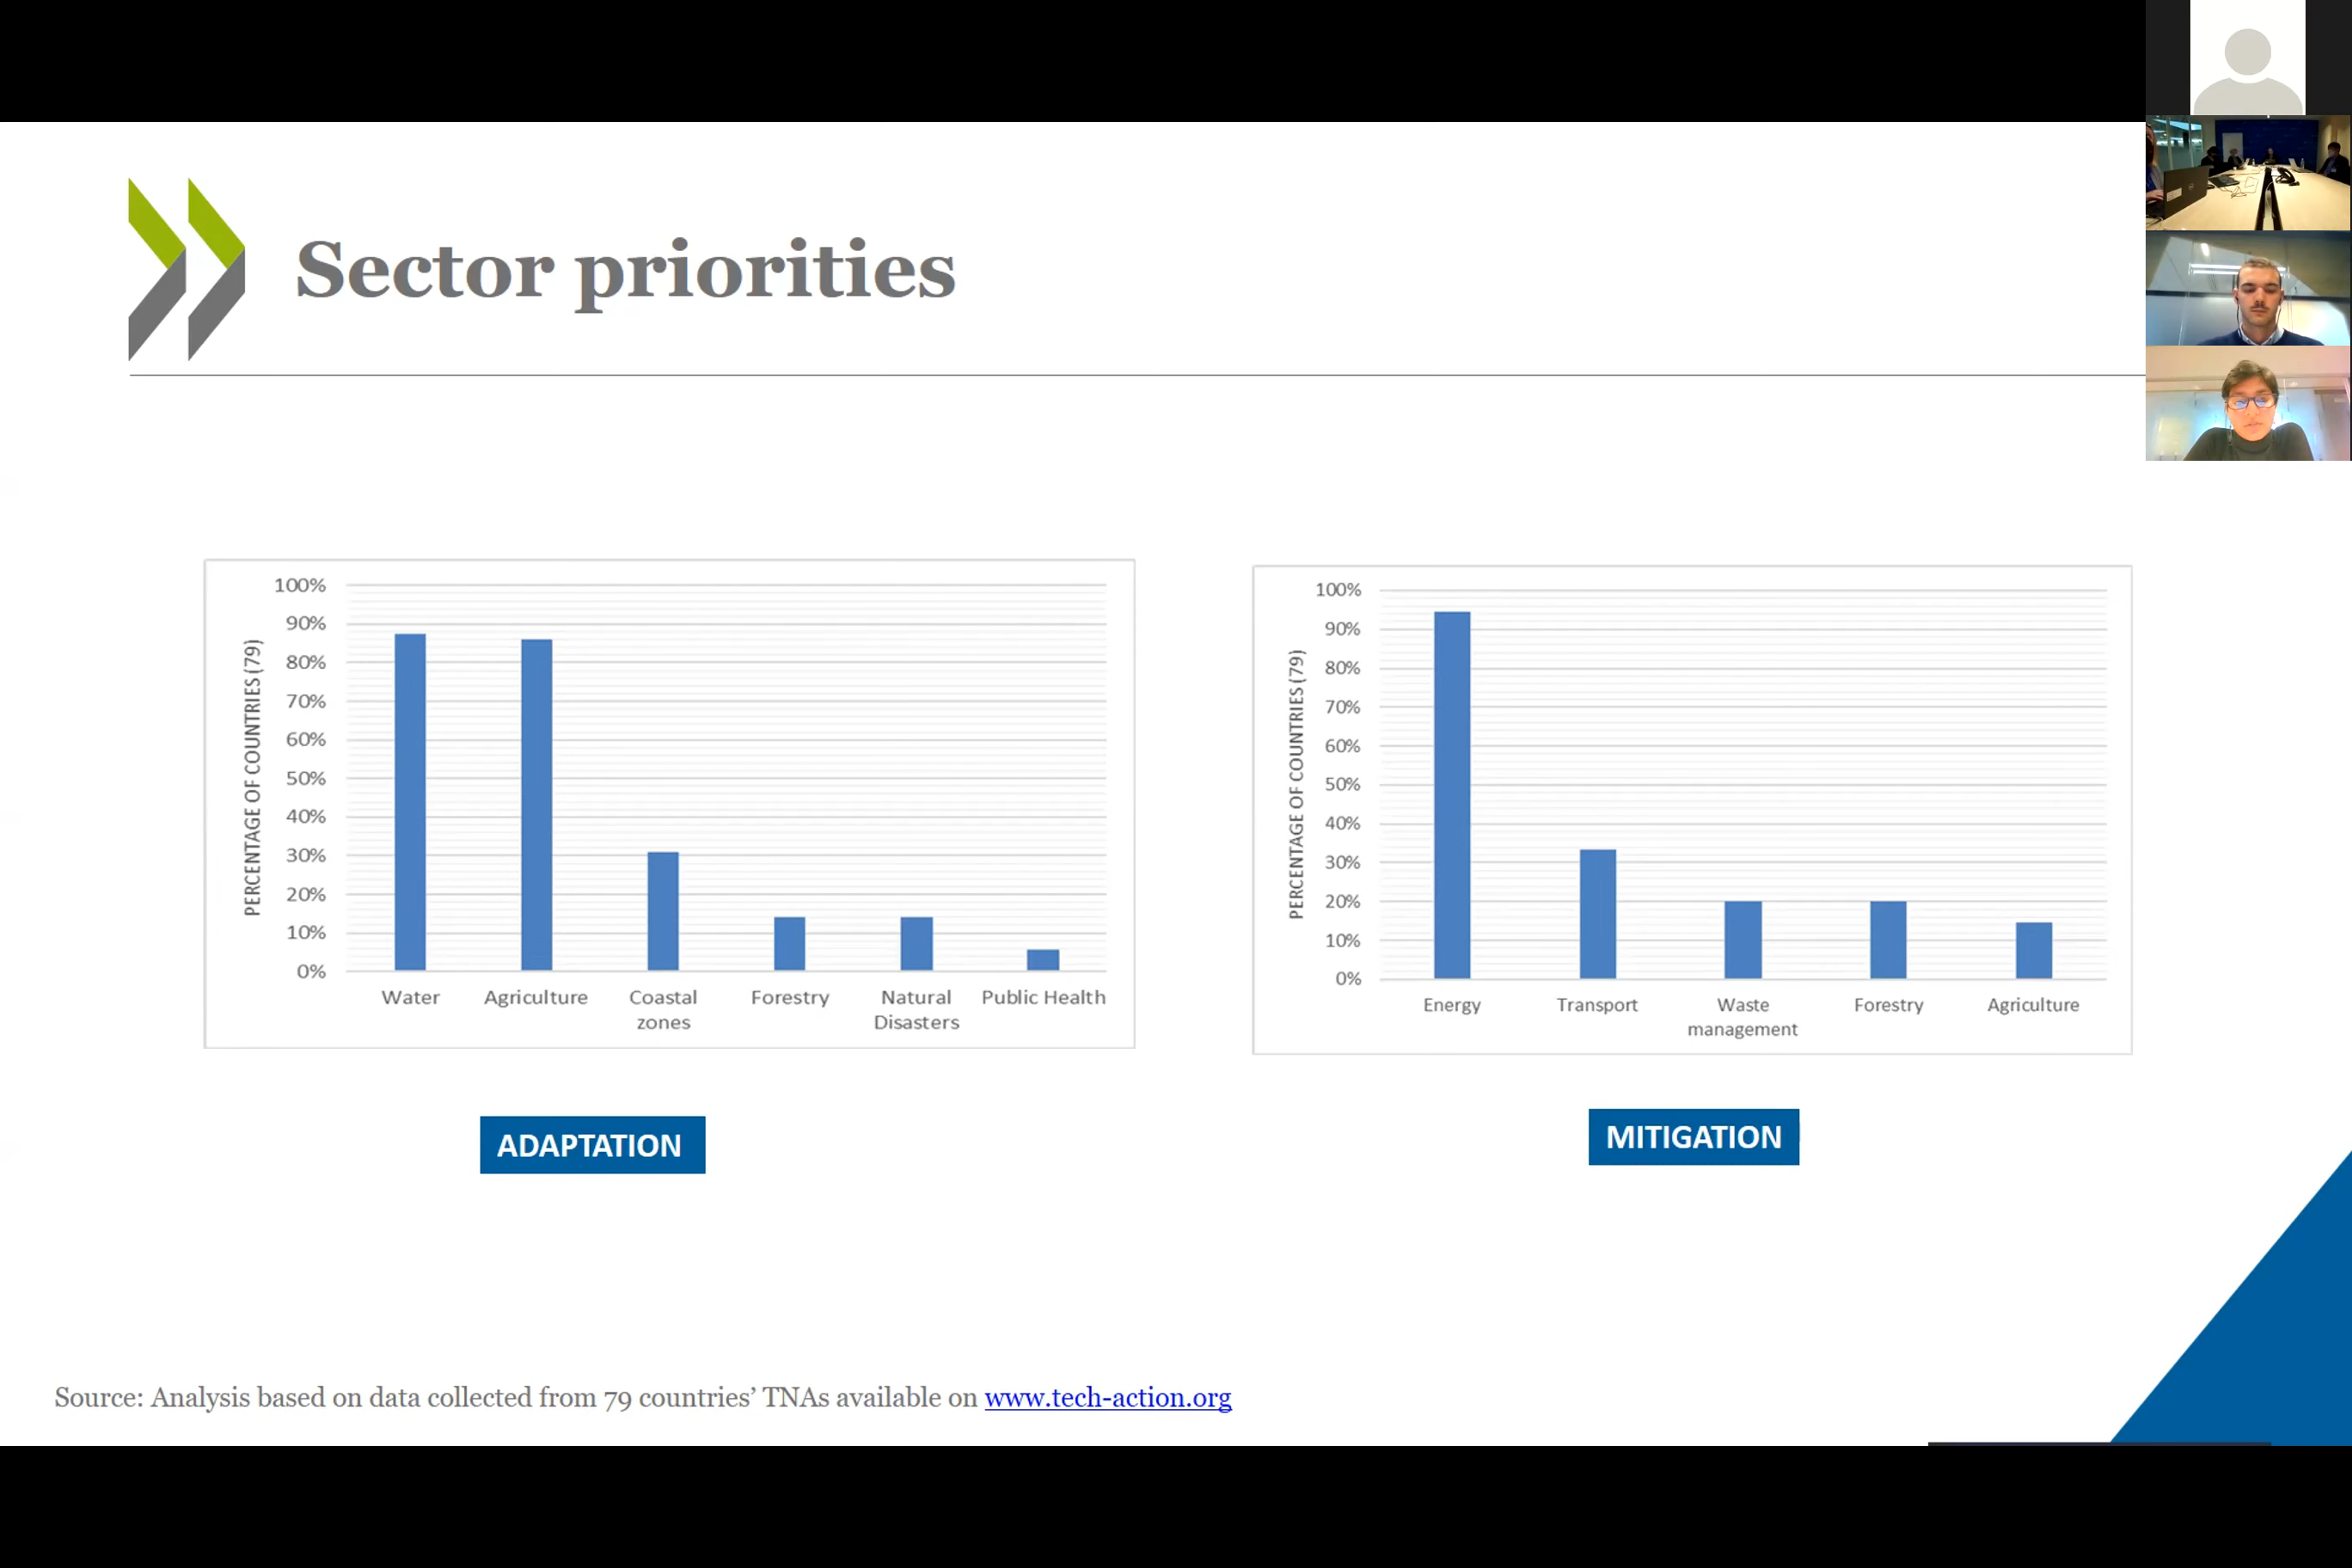 Sector priorities
PERCENTAGE OF COUNTRIES (79)
100%
90%
80%
70%
60%
50%
40%
30%
20%
10%
0%
Water
Agriculture
Coastal
zones
Forestry
Natural
Disasters
Public Health
ADAPTATION
PERCENTAGE OF COUNTRIES (79)
100%
90%
80%
70%
60%
50%
40%
30%
20%
10%
0%
Energy
Transport
Waste
management
Forestry
Agriculture
MITIGATION
Source: Analysis based on data collected from 79 countries’ TNAs available on www.tech-action.org